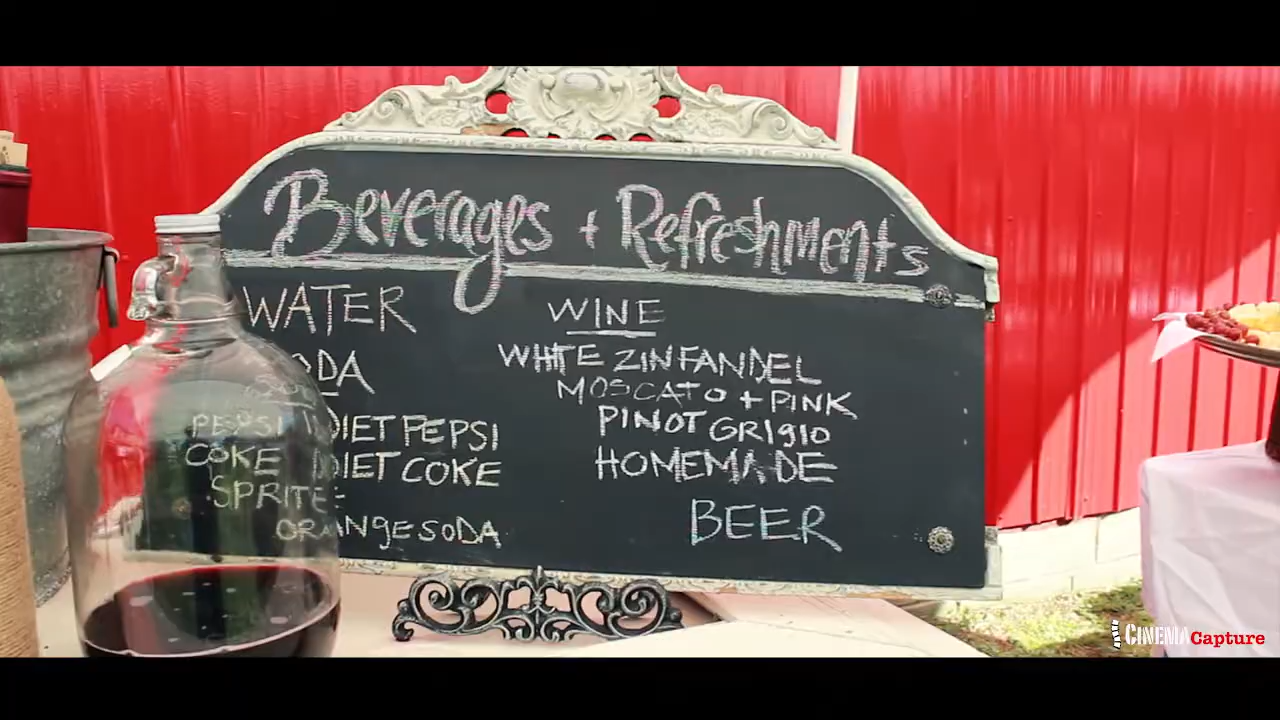 Beverages + Refreshments
WATER
SODA
PEPSI DIET PEPSI
COKE DIET COKE
SPRITE
ORANGE SODA
WINE
WHITE ZINFANDEL
MOSCATO + PINK
PINOT GRIGIO
HOMEMADE
BEER
CINEMACapture